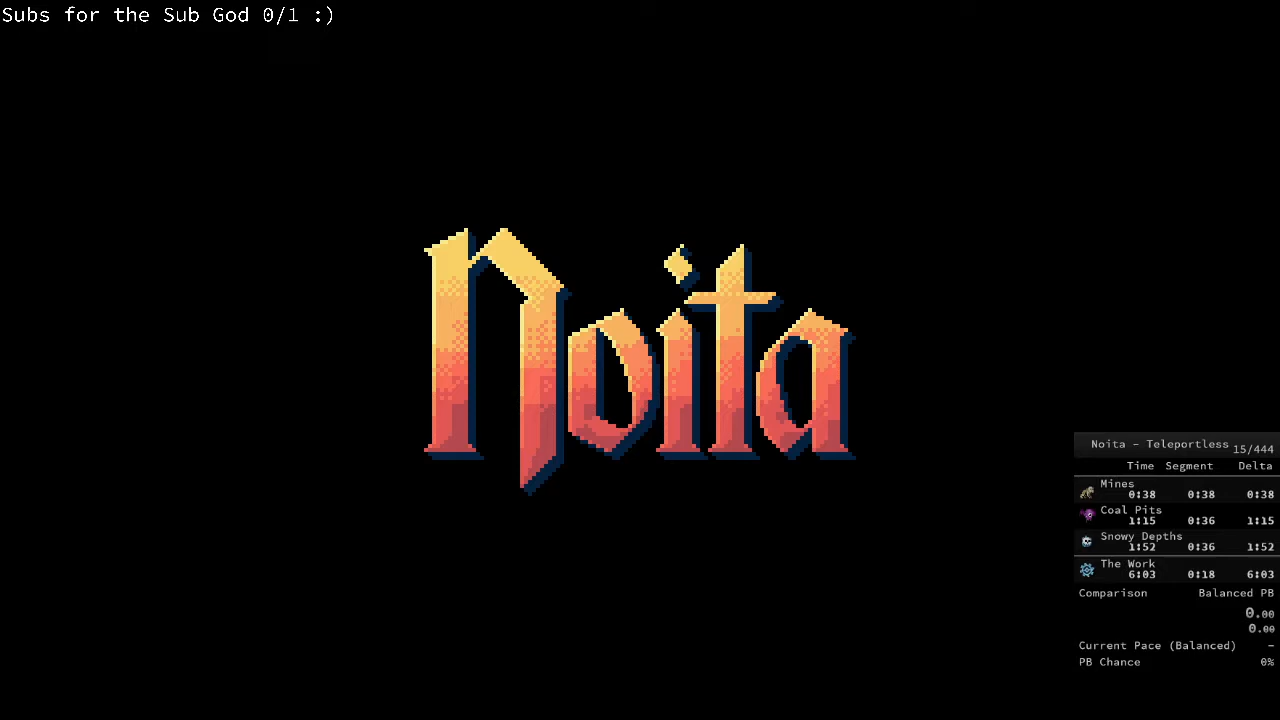 Subs for the Sub God 0/1 :)
Noita
Noita - Teleportless 15/444
Time Segment Delta
Mines
0:38 0:38 0:38
Coal Pits
1:15 0:36 1:15
Snowy Depths
1:52 0:36 1:52
The Work
6:03 0:18 6:03
Comparison Balanced PB
0.00
0.00
Current Pace (Balanced) -
PB Chance 0%